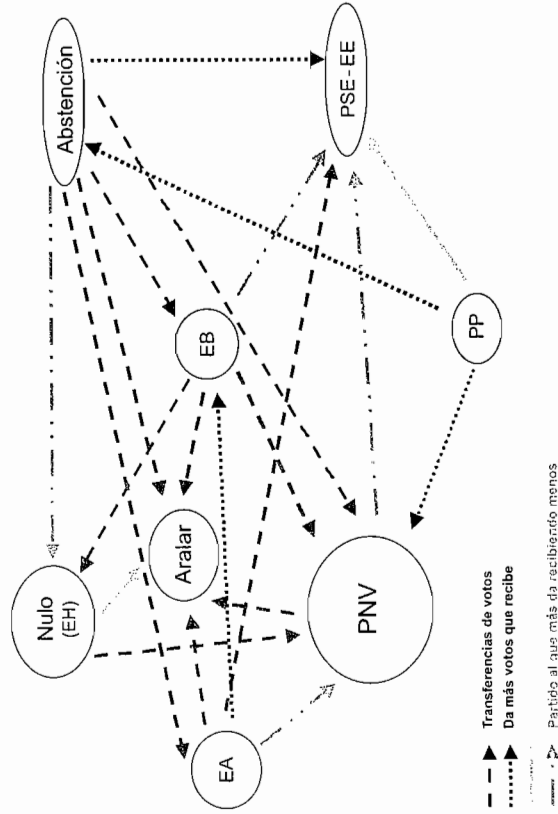 Abstención
PSE-EE
EB
PP
Nulo
(EH)
Aralar
PNV
EA
Transferencias de votos
Da más votos que recibe
Partido al que más da recibiendo menos